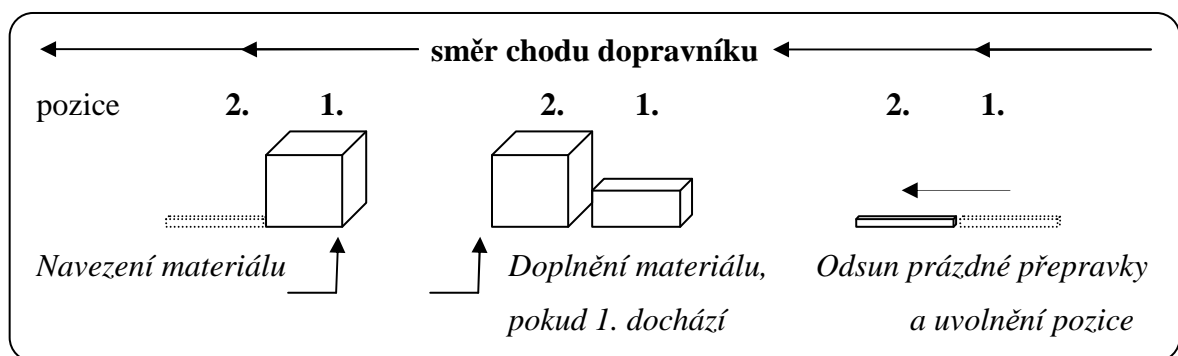 směr chodu dopravníku
pozice 2. 1. 2. 1. 2. 1.
Navezení materiálu Doplnění materiálu, Odsun prázdné přepravky
pokud 1. dochází a uvolnění pozice